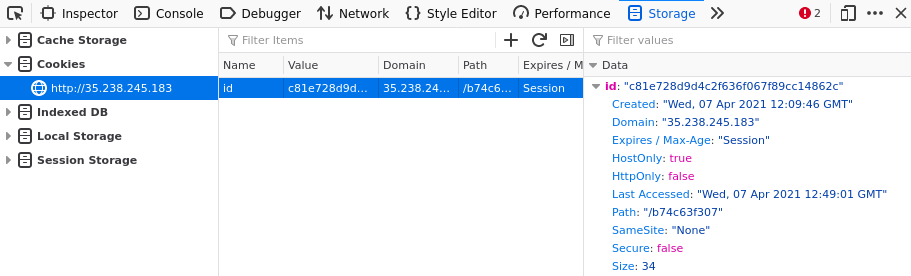 Inspector Console Debugger Network Style Editor Performance Storage 2
Cache Storage
Cookies
http://35.238.245.183
Indexed DB
Local Storage
Session Storage
Filter Items
Name Value Domain Path Expires / M
id c81e728d9d... 35.238.24... /b74c6... Session
Filter values
Data
id: "c81e728d9d4c2f636f067f89cc14862c"
Created: "Wed, 07 Apr 2021 12:09:46 GMT"
Domain: "35.238.245.183"
Expires / Max-Age: "Session"
HostOnly: true
HttpOnly: false
Last Accessed: "Wed, 07 Apr 2021 12:49:01 GMT"
Path: "/b74c63f307"
SameSite: "None"
Secure: false
Size: 34